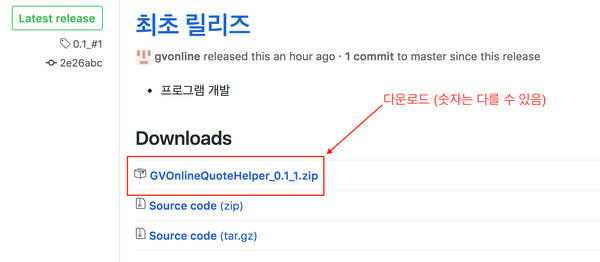 Latest release
0.1_#1
2e26abc
최초 릴리즈
gvonline released this an hour ago · 1 commit to master since this release
• 프로그램 개발
다운로드 (숫자는 다를 수 있음)
Downloads
GVOnlineQuoteHelper_0.1_1.zip
Source code (zip)
Source code (tar.gz)